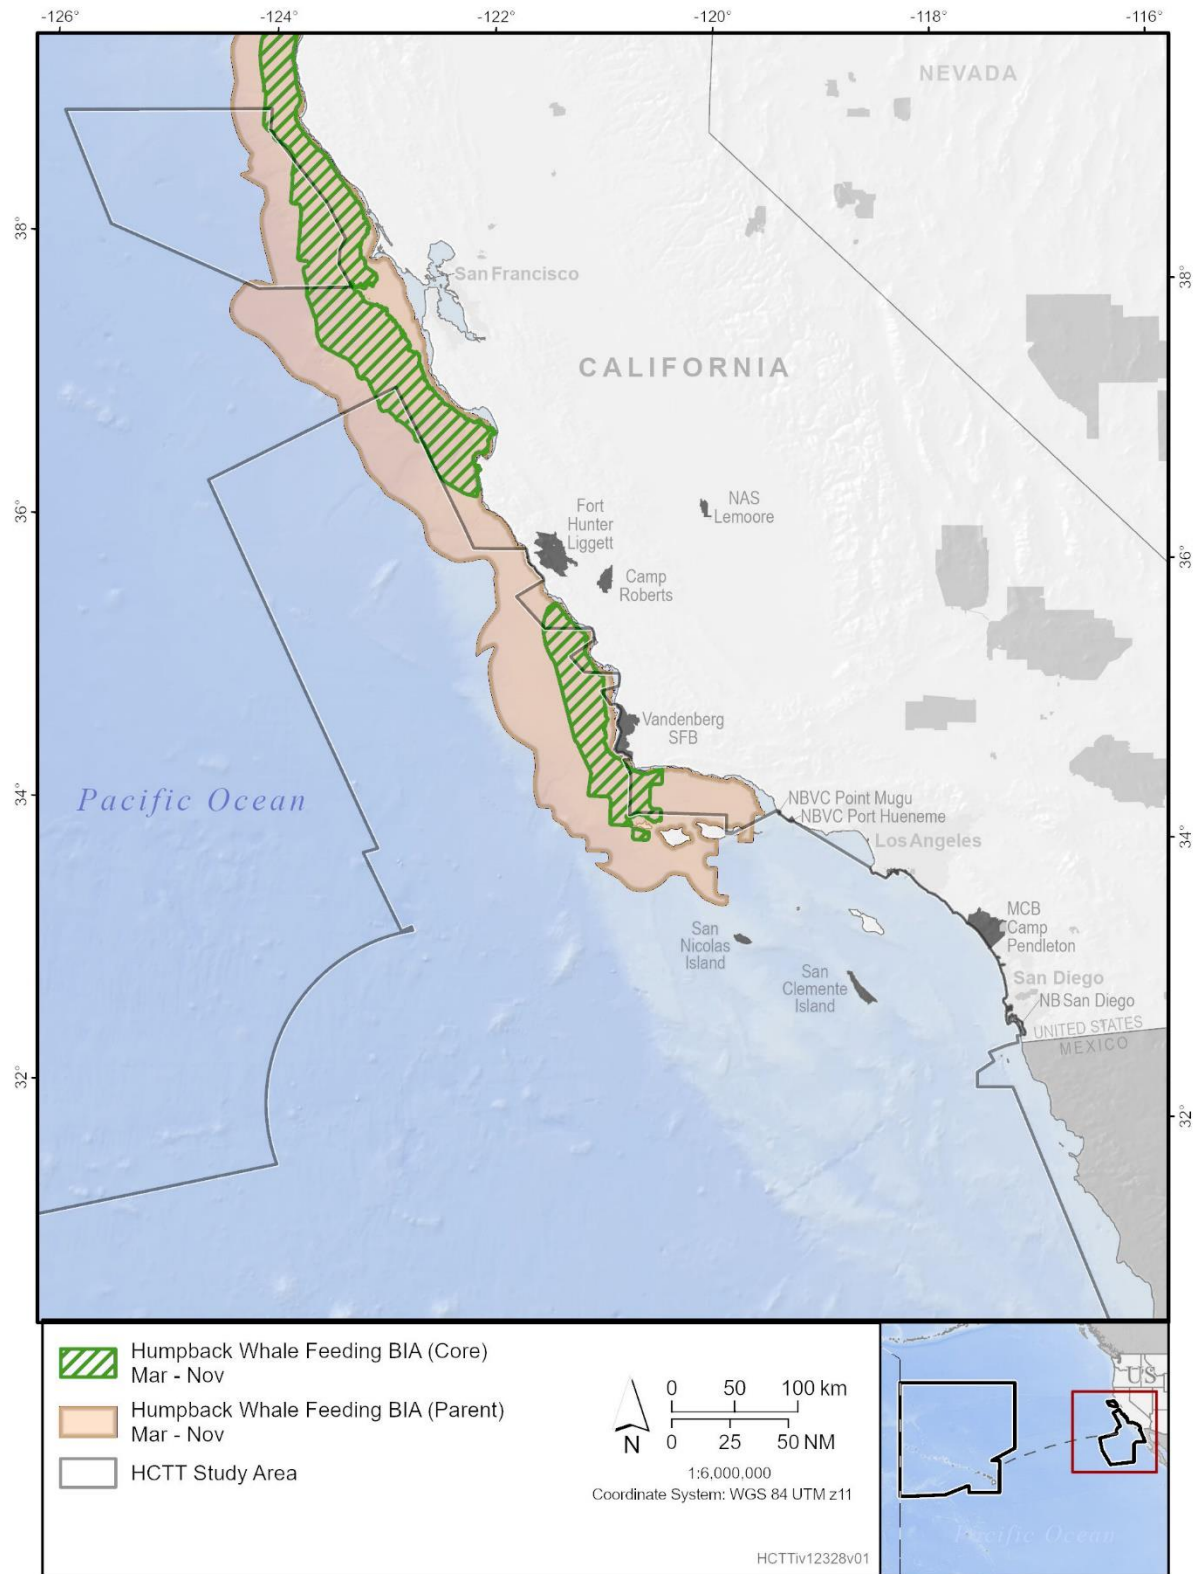 -126°
-124°
-122°
-120°
-118°
-116°
NEVADA
38°
San Francisco
38°
CALIFORNIA
36°
Fort
Hunter
Liggett
NAS
Lemoore
36°
Camp
Roberts
Vandenberg
SFB
34°
Pacific Ocean
NBVC Point Mugu
NBVC Port Hueneme
34°
Los Angeles
San
Nicolas
Island
MCB
Camp
Pendleton
San
Clemente
Island
San Diego
NB San Diego
UNITED STATES
MEXICO
32°
32°
Humpback Whale Feeding BIA (Core)
Mar - Nov
Humpback Whale Feeding BIA (Parent)
Mar - Nov
HCTT Study Area
N
0 50 100 km
0 25 50 NM
1:6,000,000
Coordinate System: WGS 84 UTM z11
HCTTiv12328v01
US
Pacific Ocean